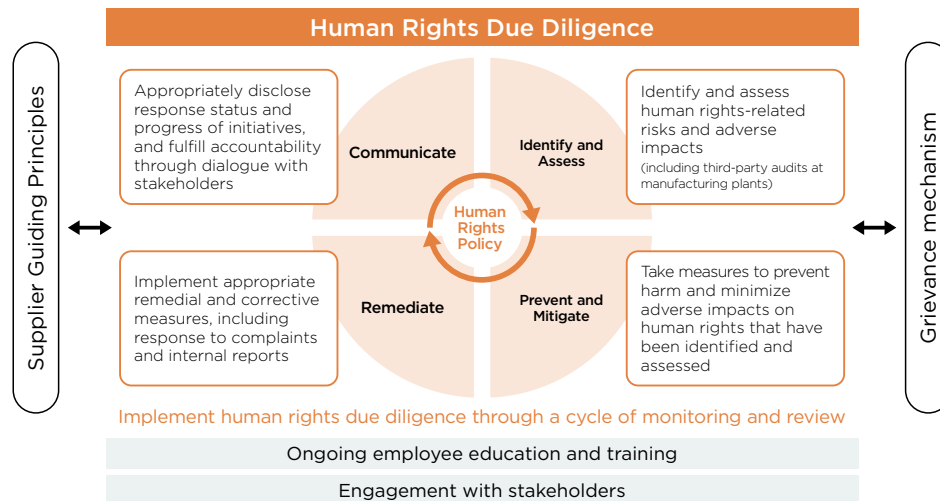 Human Rights Due Diligence
Supplier Guiding Principles
Appropriately disclose
response status and
progress of initiatives,
and fulfill accountability
through dialogue with
stakeholders
Communicate
Identify and
Assess
Identify and assess
human rights-related
risks and adverse
impacts
(including third-party audits at
manufacturing plants)
Human
Rights
Policy
Implement appropriate
remedial and corrective
measures, including
response to complaints
and internal reports
Remediate
Prevent and
Mitigate
Take measures to prevent
harm and minimize
adverse impacts on
human rights that have
been identified and
assessed
Grievance mechanism
Implement human rights due diligence through a cycle of monitoring and review
Ongoing employee education and training
Engagement with stakeholders